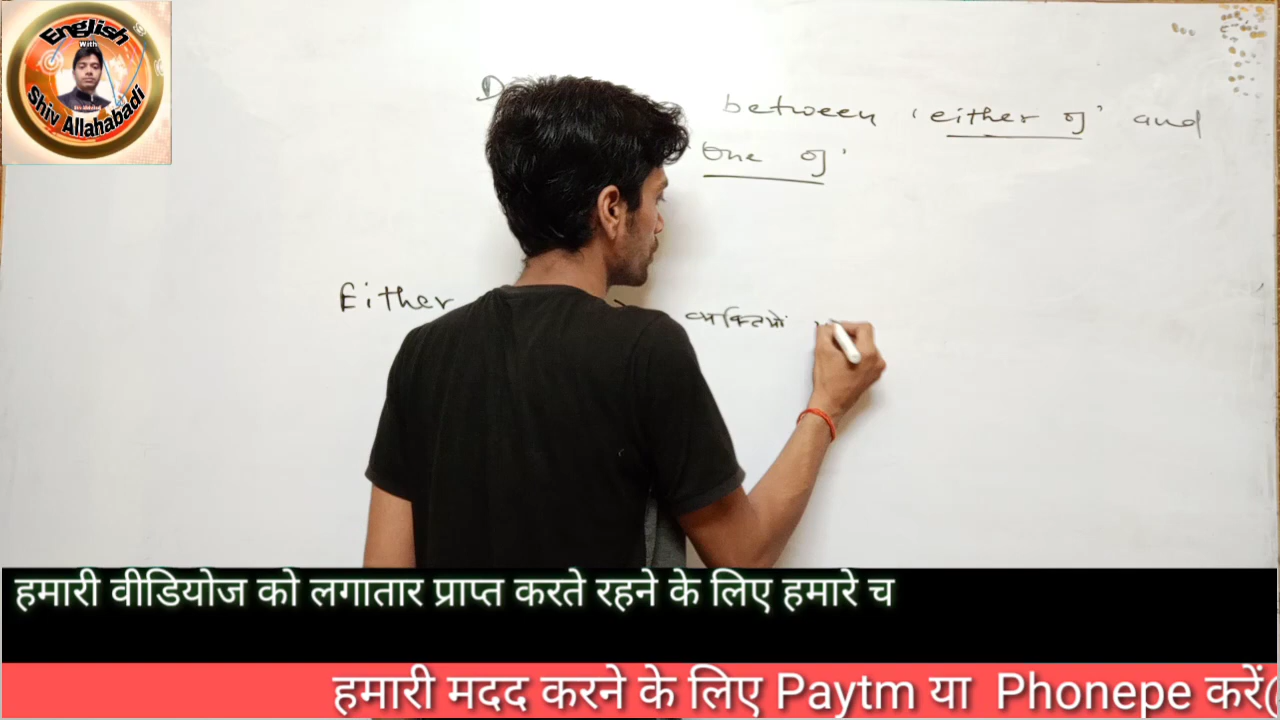 English
With
Shiv Allahabadi
between 'either of' and
'one of'
Either
व्यक्तियों
हमारी वीडियोज को लगातार प्राप्त करते रहने के लिए हमारे च
हमारी मदद करने के लिए Paytm या Phonepe करें(